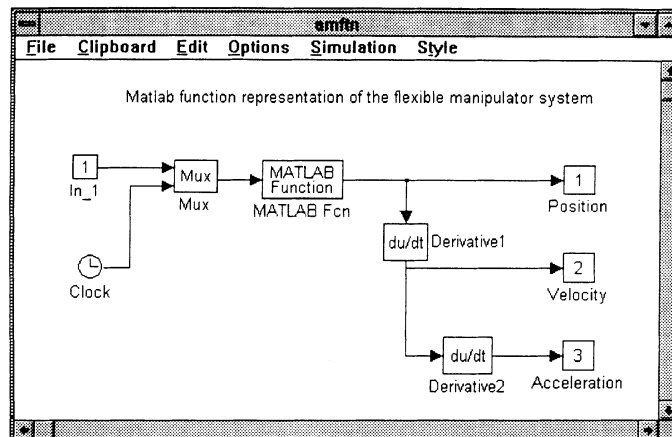 amftn
File Clipboard Edit Options Simulation Style
Matlab function representation of the flexible manipulator system
1
In_1
Mux
Mux
MATLAB
Function
MATLAB Fcn
1
Position
du/dt
Derivative1
Clock
2
Velocity
du/dt
Derivative2
3
Acceleration